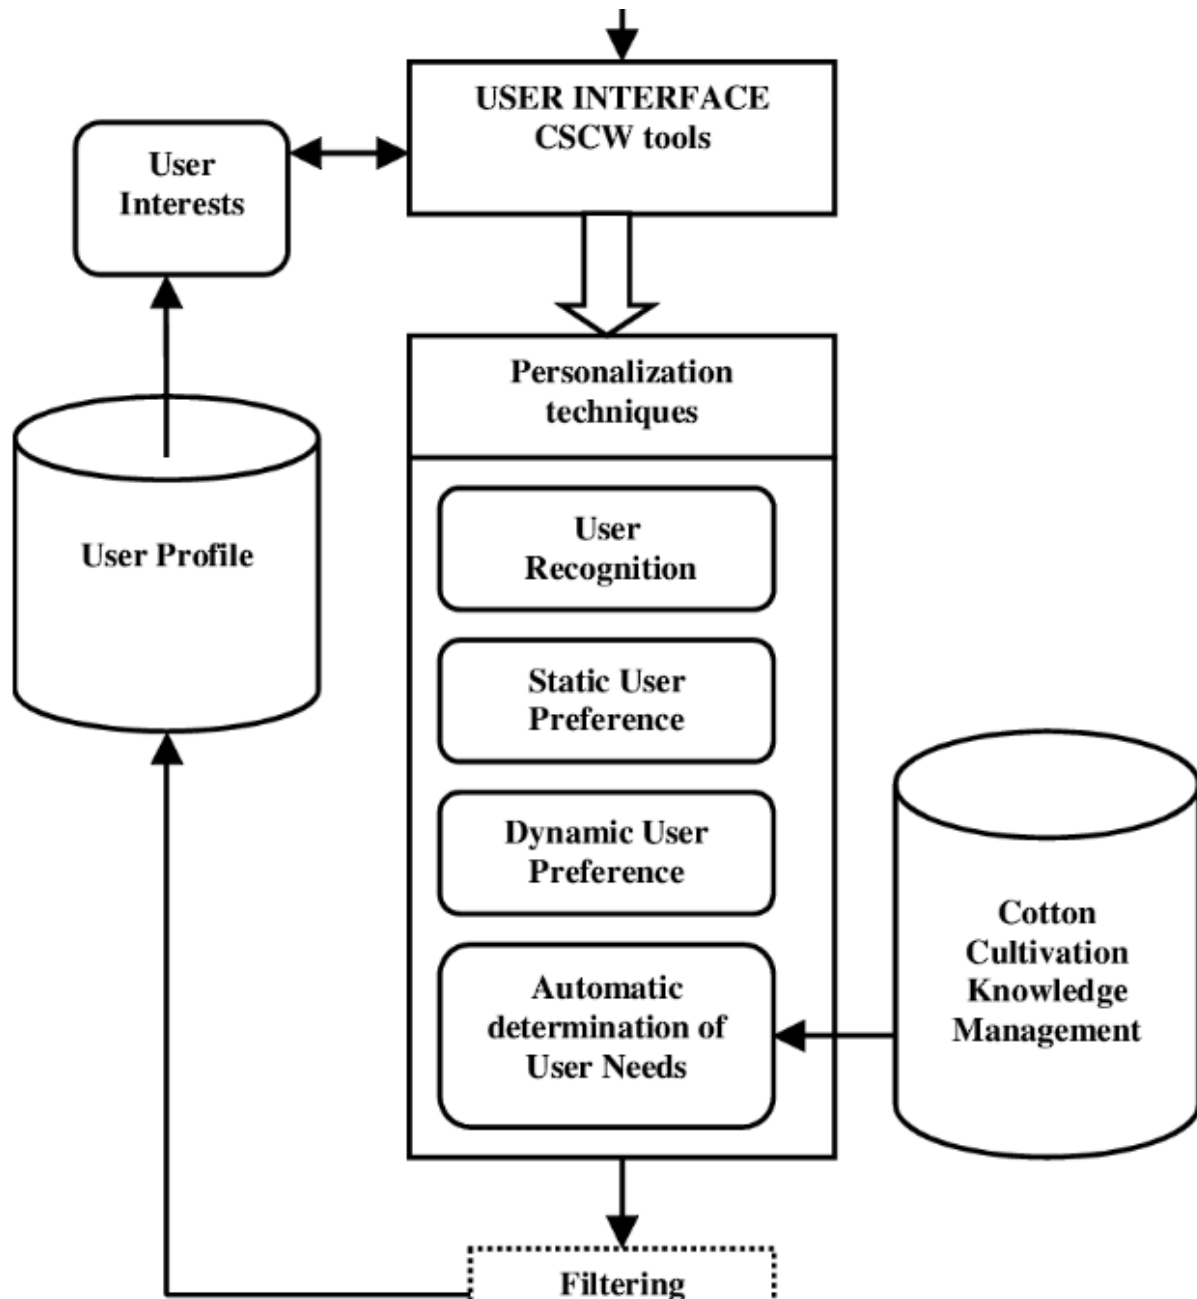 USER INTERFACE
CSCW tools
User
Interests
Personalization
techniques
User Profile
User
Recognition
Static User
Preference
Dynamic User
Preference
Automatic
determination of
User Needs
Cotton
Cultivation
Knowledge
Management
Filtering